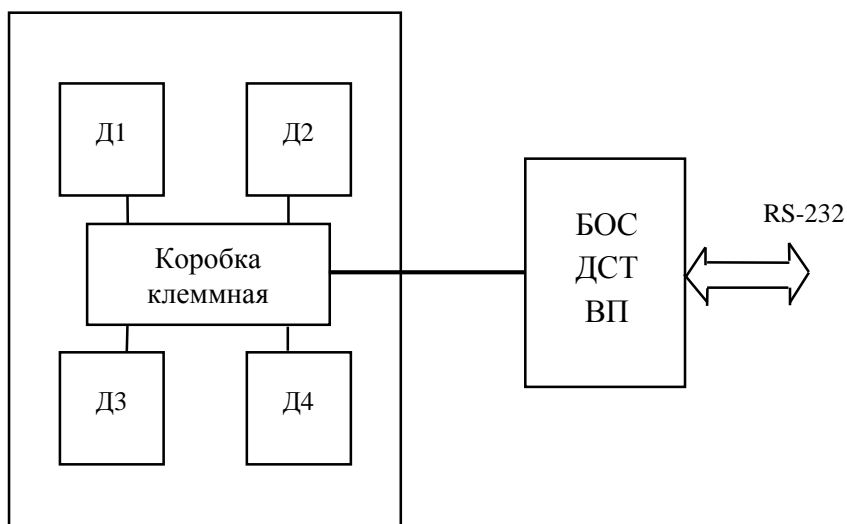 Д1
Д2
Коробка
клеммная
Д3
Д4
БОС
ДСТ
ВП
RS-232